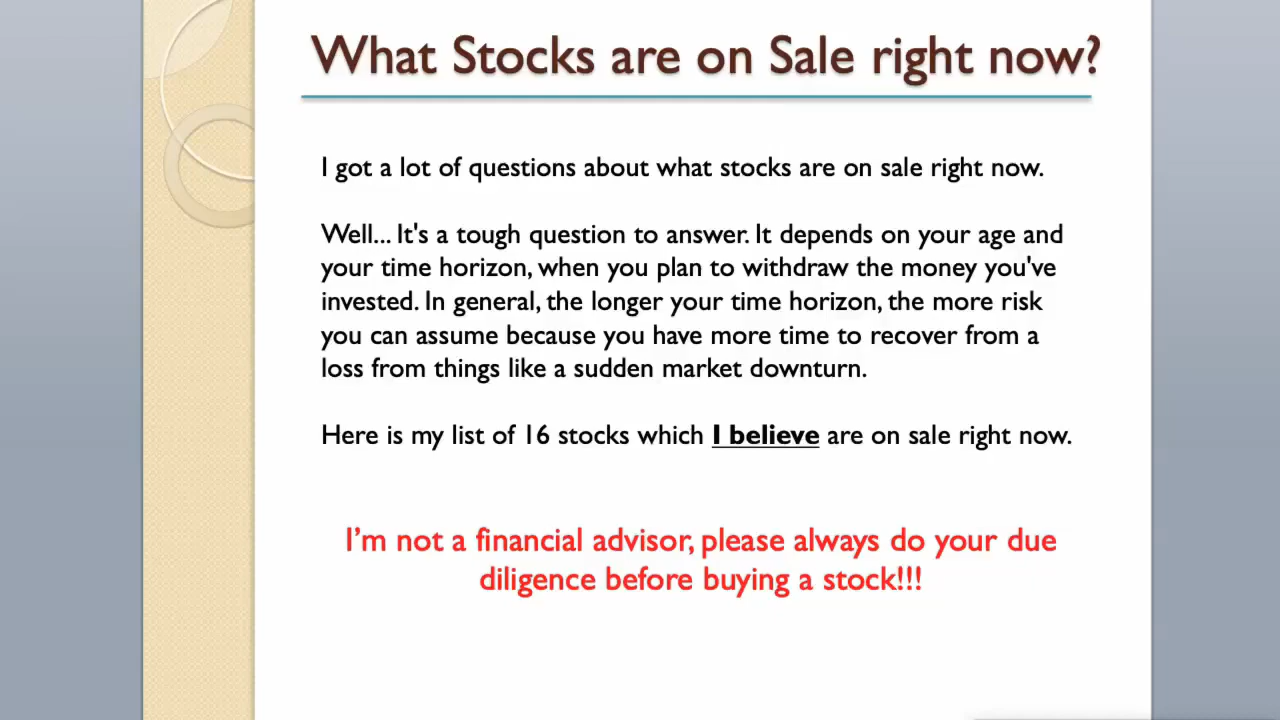 What Stocks are on Sale right now?
I got a lot of questions about what stocks are on sale right now.
Well... It's a tough question to answer. It depends on your age and
your time horizon, when you plan to withdraw the money you've
invested. In general, the longer your time horizon, the more risk
you can assume because you have more time to recover from a
loss from things like a sudden market downturn.
Here is my list of 16 stocks which I believe are on sale right now.
I’m not a financial advisor, please always do your due
diligence before buying a stock!!!